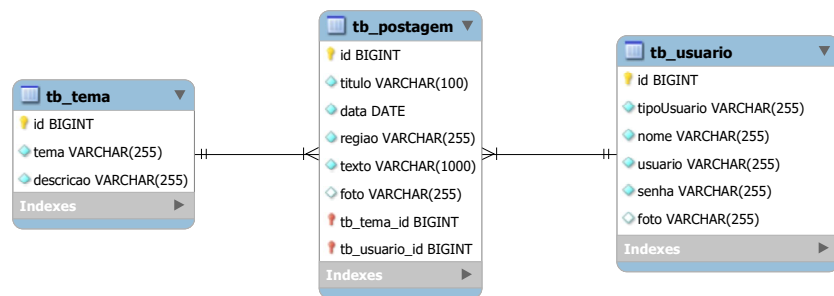 tb_tema
id BIGINT
tema VARCHAR(255)
descricao VARCHAR(255)
Indexes
tb_postagem
id BIGINT
titulo VARCHAR(100)
data DATE
regiao VARCHAR(255)
texto VARCHAR(1000)
foto VARCHAR(255)
tb_tema_id BIGINT
tb_usuario_id BIGINT
Indexes
tb_usuario
id BIGINT
tipoUsuario VARCHAR(255)
nome VARCHAR(255)
usuario VARCHAR(255)
senha VARCHAR(255)
foto VARCHAR(255)
Indexes